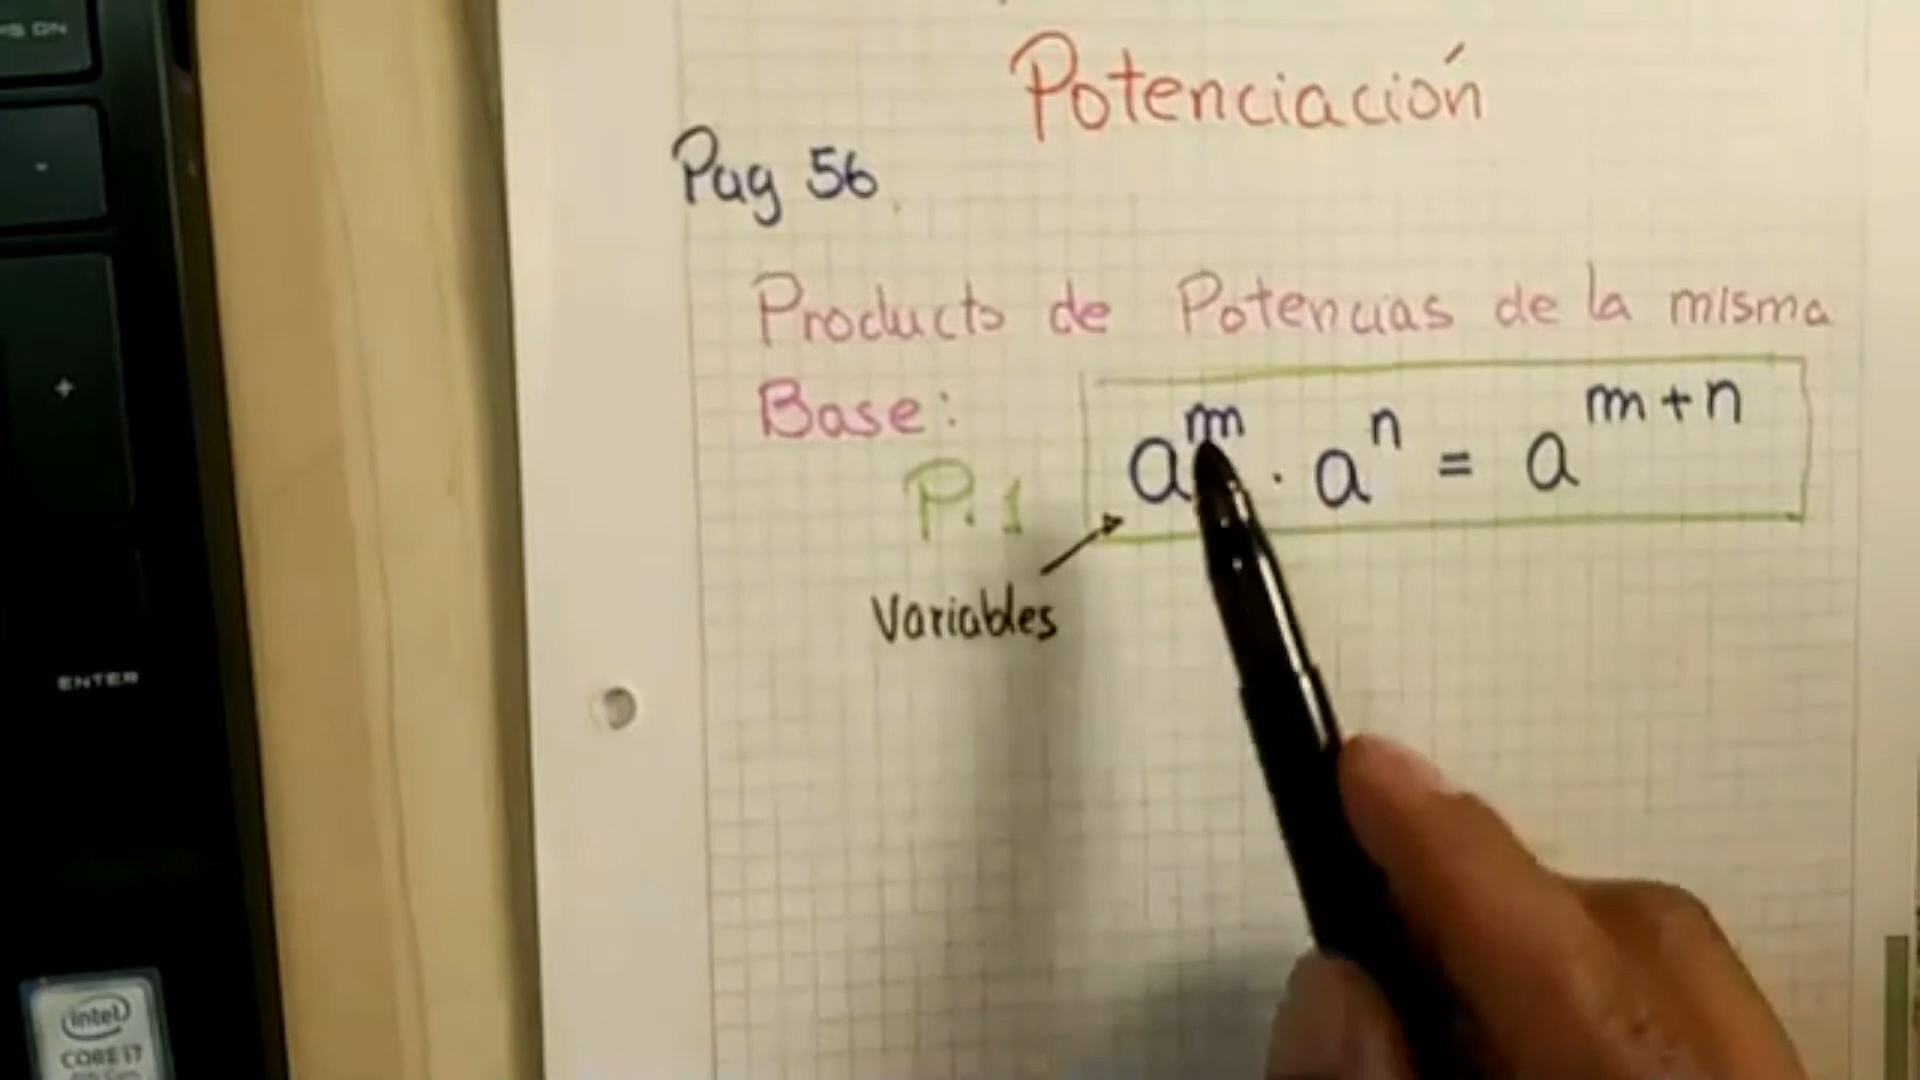 Potenciación
Pag 56
Producto de Potencias de la misma
Base:
a^m · a^n = a^{m+n}
P. 1
Variables
-
+
ENTER
intel
CORE i7